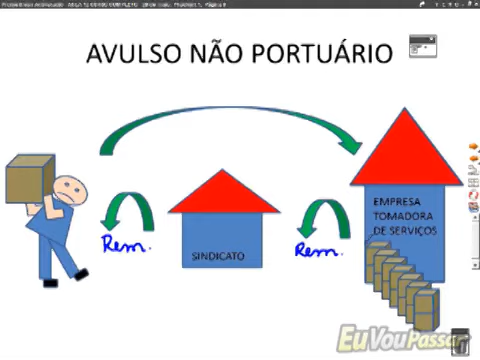 AVULSO NÃO PORTUÁRIO
EMPRESA
TOMADORA
DE SERVIÇOS
Rem.
SINDICATO
Rem.
EuVouPassar